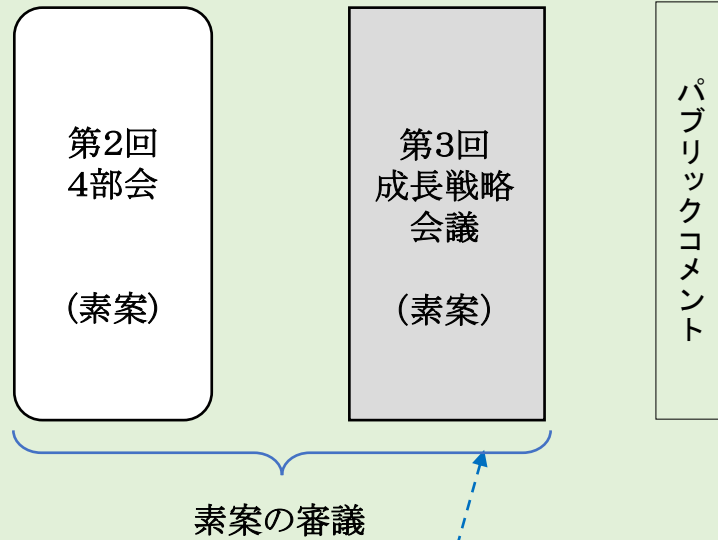 第2回
4部会
(素案)
第3回
成長戦略
会議
(素案)
パブリックコメント
素案の審議